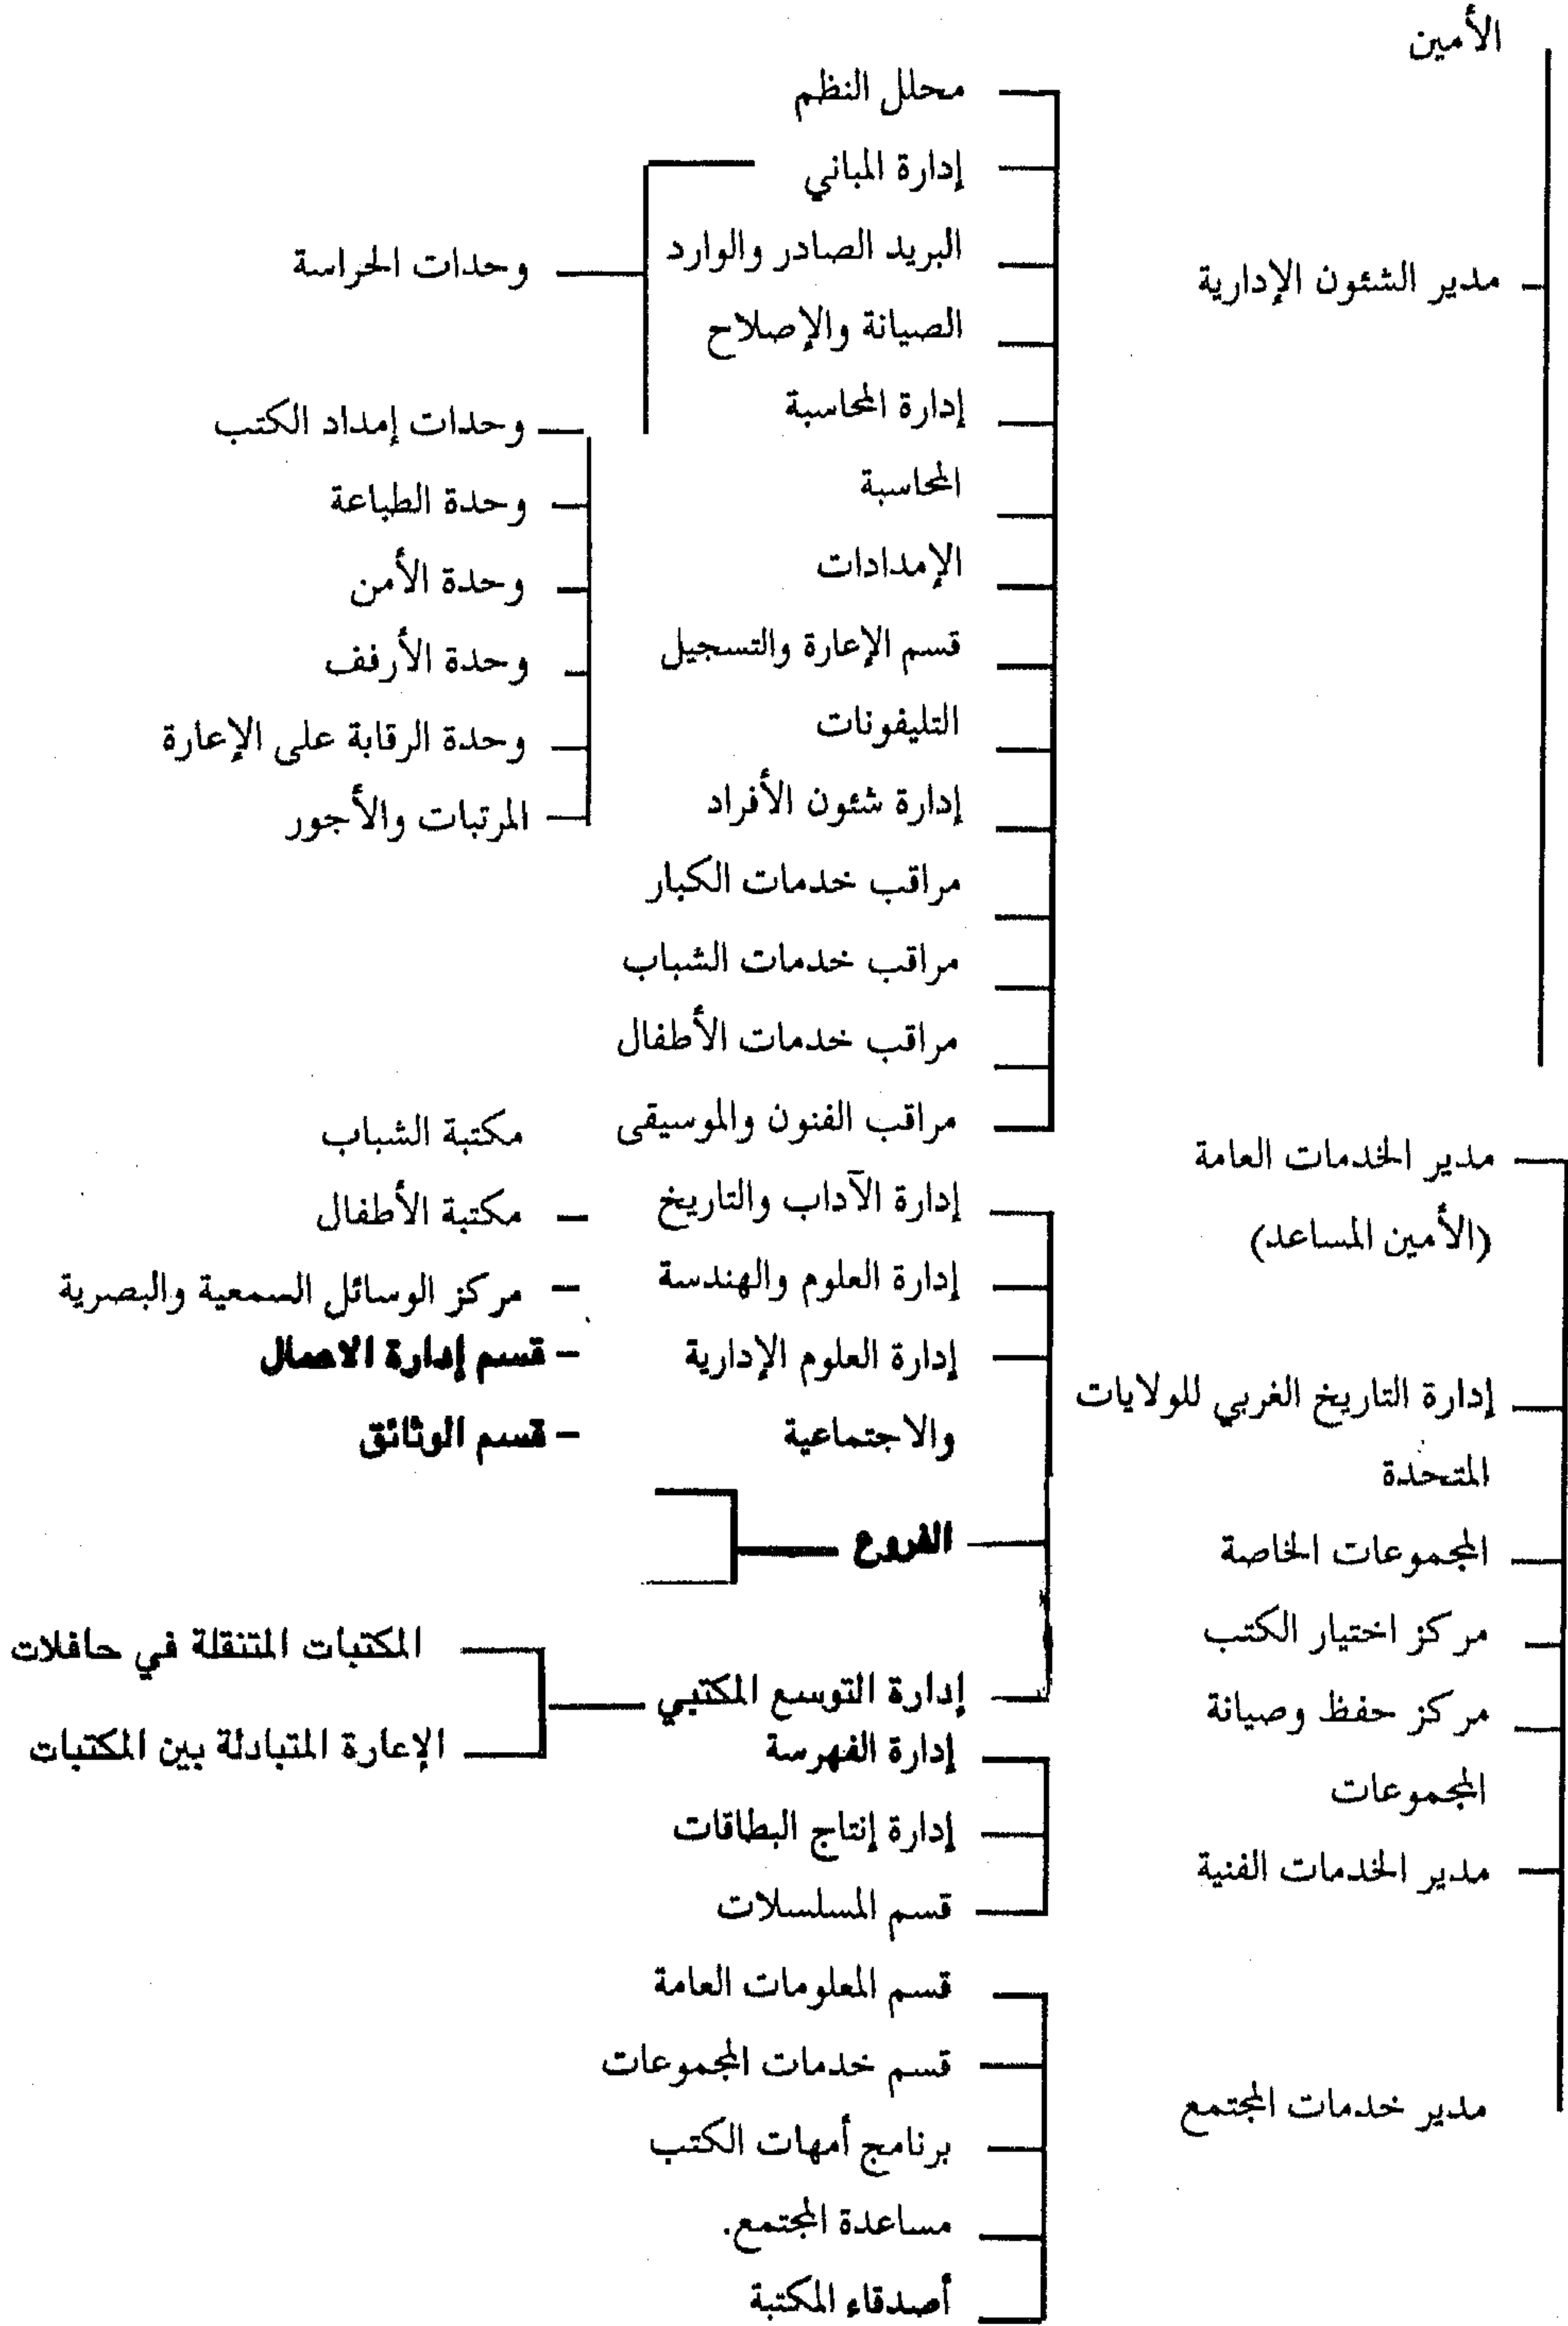 الأمين
مدير الشئون الإدارية
مدير الخدمات العامة
(الأمين المساعد)
إدارة التاريخ الغربي للولايات
المتحدة
المجموعات الخاصة
مركز اختيار الكتب
مركز حفظ وصيانة
المجموعات
مدير الخدمات الفنية
مدير خدمات المجتمع
محلل النظم
إدارة المباني
البريد الصادر والوارد
الصيانة والإصلاح
إدارة المحاسبة
المحاسبة
الإمدادات
قسم الإعارة والتسجيل
التليفونات
إدارة شئون الأفراد
مراقب خدمات الكبار
مراقب خدمات الشباب
مراقب خدمات الأطفال
مراقب الفنون والموسيقى
إدارة الآداب والتاريخ
إدارة العلوم والهندسة
إدارة العلوم الإدارية
والاجتماعية
الفروع
إدارة التوسع المكتبي
إدارة الفهرسة
إدارة إنتاج البطاقات
قسم المسلسلات
قسم المعلومات العامة
قسم خدمات المجموعات
برنامج أمهات الكتب
مساعدة المجتمع.
أصدقاء المكتبة
وحدات الحراسة
وحدات إمداد الكتب
وحدة الطباعة
وحدة الأمن
وحدة الأرفف
وحدة الرقابة على الإعارة
المرتبات والأجور
مكتبة الشباب
– مكتبة الأطفال
– مركز الوسائل السمعية والبصرية
– قسم إدارة الاعمال
– قسم الوثائق
المكتبات المتنقلة في حافلات
الإعارة المتبادلة بين المكتبات